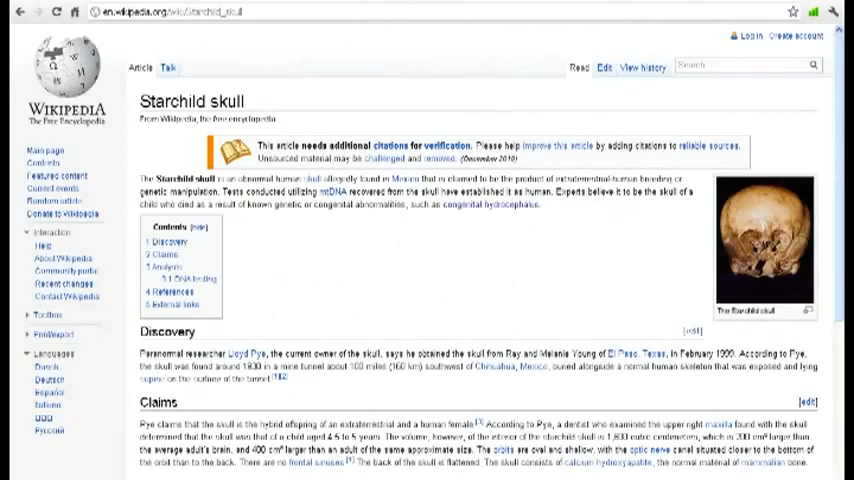 en.wikipedia.org/wiki/Starchild_skull
Log in Create account
Article Talk
Read Edit View history
Search
WIKIPEDIA
The Free Encyclopedia
Starchild skull
From Wikipedia, the free encyclopedia
This article needs additional citations for verification. Please help improve this article by adding citations to reliable sources.
Unsourced material may be challenged and removed. (December 2010)
Main page
Contents
Featured content
Current events
Random article
Donate to Wikipedia
Interaction
Help
About Wikipedia
Community portal
Recent changes
Contact Wikipedia
Toolbox
Print/export
Languages
Dansk
Deutsch
Español
Italiano
Русский
The Starchild skull is an abnormal human skull allegedly found in Mexico that is claimed to be the product of extraterrestrial-human breeding or
genetic manipulation. Tests conducted utilizing mtDNA recovered from the skull have established it as human. Experts believe it to be the skull of a
child who died as a result of known genetic or congenital abnormalities, such as congenital hydrocephalus.
Contents [hide]
1 Discovery
2 Claims
3 Analysis
3.1 DNA testing
4 References
5 External links
The Starchild skull
Discovery [edit]
Paranormal researcher Lloyd Pye, the current owner of the skull, says he obtained the skull from Ray and Melanie Young of El Paso, Texas, in February 1999. According to Pye,
the skull was found around 1930 in a mine tunnel about 100 miles (160 km) southwest of Chihuahua, Mexico, buried alongside a normal human skeleton that was exposed and lying
supine on the surface of the tunnel.[1][2]
Claims [edit]
Pye claims that the skull is the hybrid offspring of an extraterrestrial and a human female.[3] According to Pye, a dentist who examined the upper right maxilla found with the skull
determined that the skull was that of a child aged 4.5 to 5 years. The volume, however, of the interior of the starchild skull is 1,600 cubic centimeters, which is 200 cm³ larger than
the average adult's brain, and 400 cm³ larger than an adult of the same approximate size. The orbits are oval and shallow, with the optic nerve canal situated closer to the bottom of
the orbit than to the back. There are no frontal sinuses.[1] The back of the skull is flattened. The skull consists of calcium hydroxyapatite, the normal material of mammalian bone.